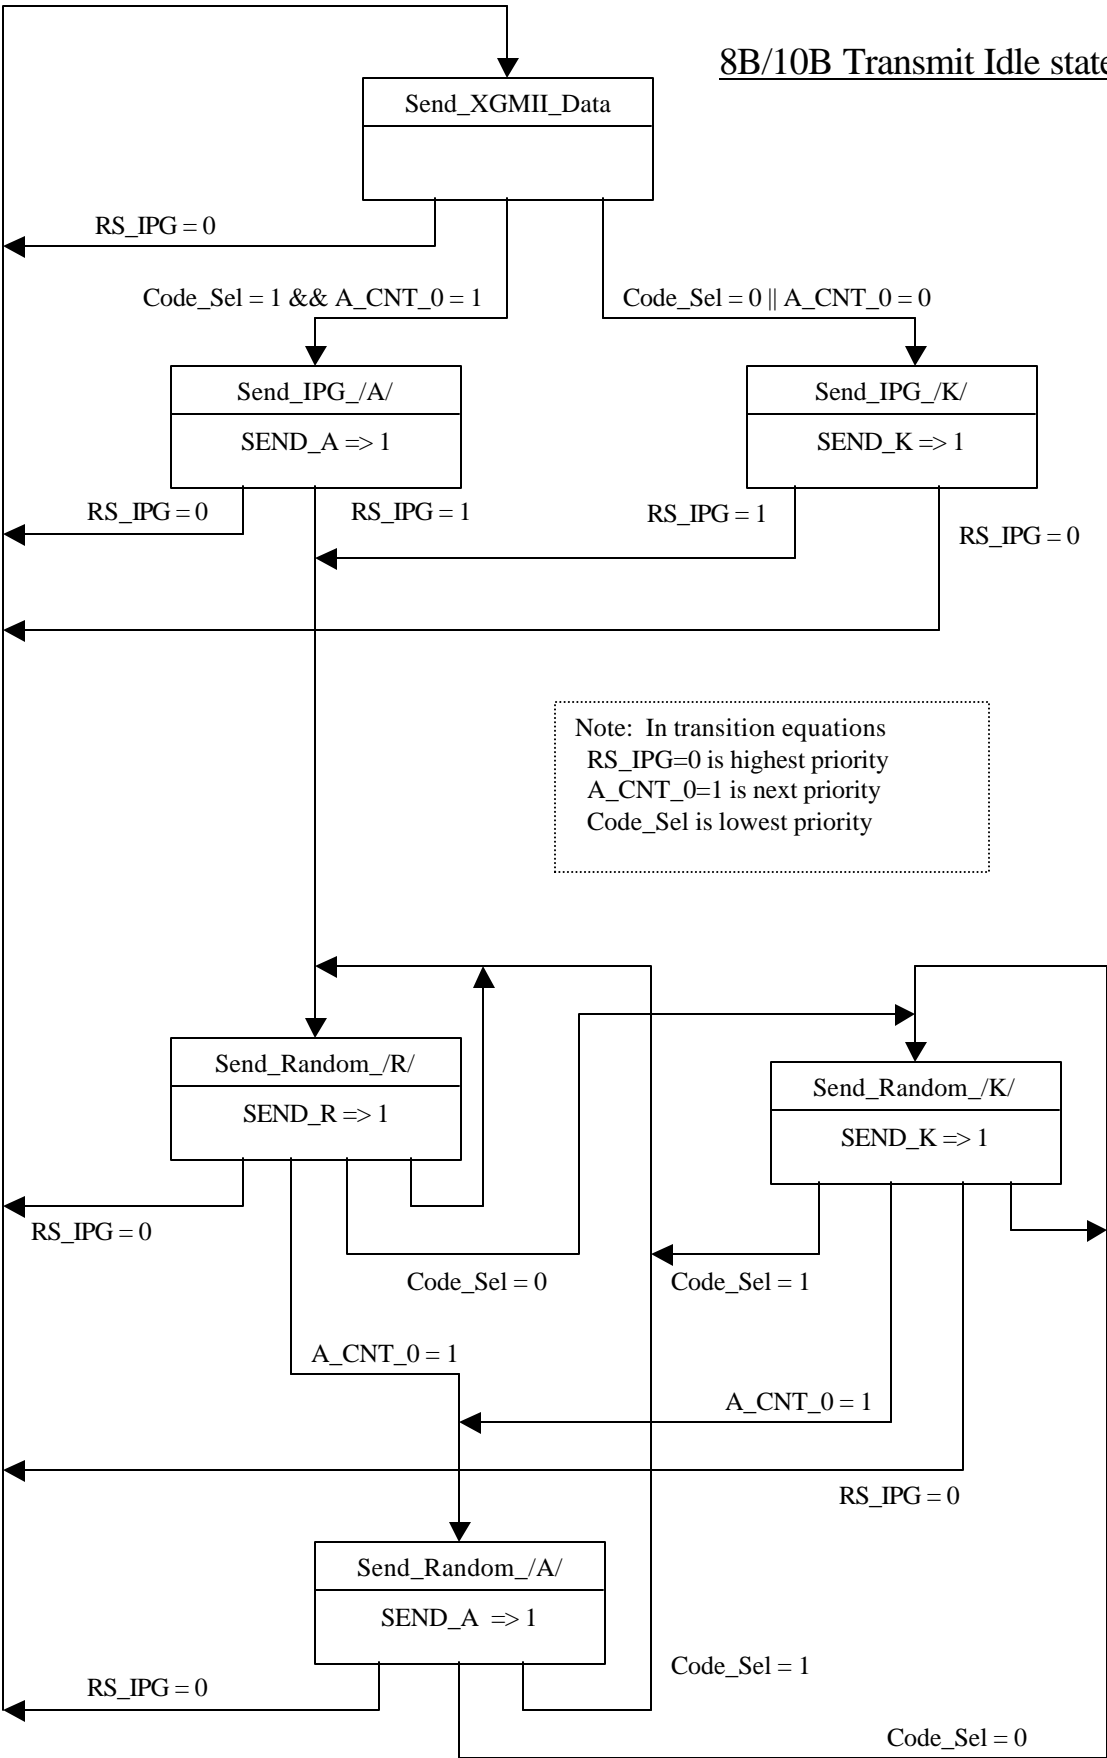 8B/10B Transmit Idle state
Send_XGMII_Data
RS_IPG = 0
Code_Sel = 1 && A_CNT_0 = 1
Code_Sel = 0 || A_CNT_0 = 0
Send_IPG_/A/
SEND_A => 1
Send_IPG_/K/
SEND_K => 1
RS_IPG = 0
RS_IPG = 1
RS_IPG = 1
RS_IPG = 0
Note: In transition equations
RS_IPG=0 is highest priority
A_CNT_0=1 is next priority
Code_Sel is lowest priority
Send_Random_/R/
SEND_R => 1
Send_Random_/K/
SEND_K => 1
RS_IPG = 0
Code_Sel = 0
Code_Sel = 1
A_CNT_0 = 1
A_CNT_0 = 1
RS_IPG = 0
Send_Random_/A/
SEND_A => 1
RS_IPG = 0
Code_Sel = 1
Code_Sel = 0